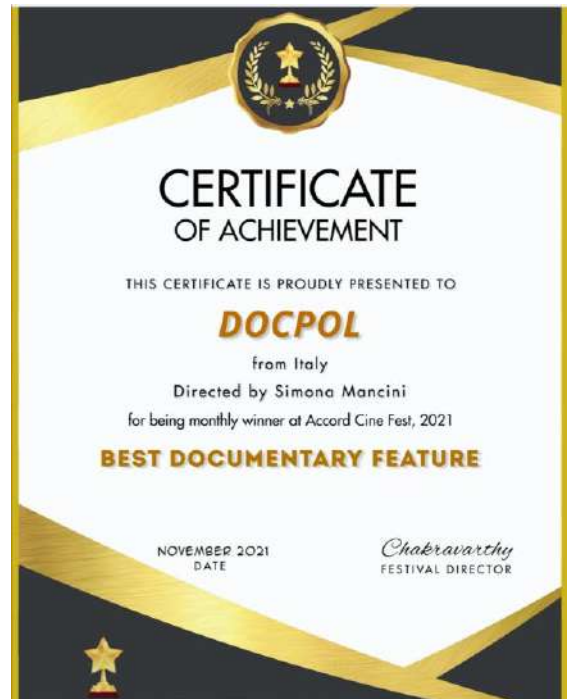 CERTIFICATE
OF ACHIEVEMENT
THIS CERTIFICATE IS PROUDLY PRESENTED TO
DOCPOL
from Italy
Directed by Simona Mancini
for being monthly winner at Accord Cine Fest, 2021
BEST DOCUMENTARY FEATURE
NOVEMBER 2021
DATE
Chakravarthy
FESTIVAL DIRECTOR